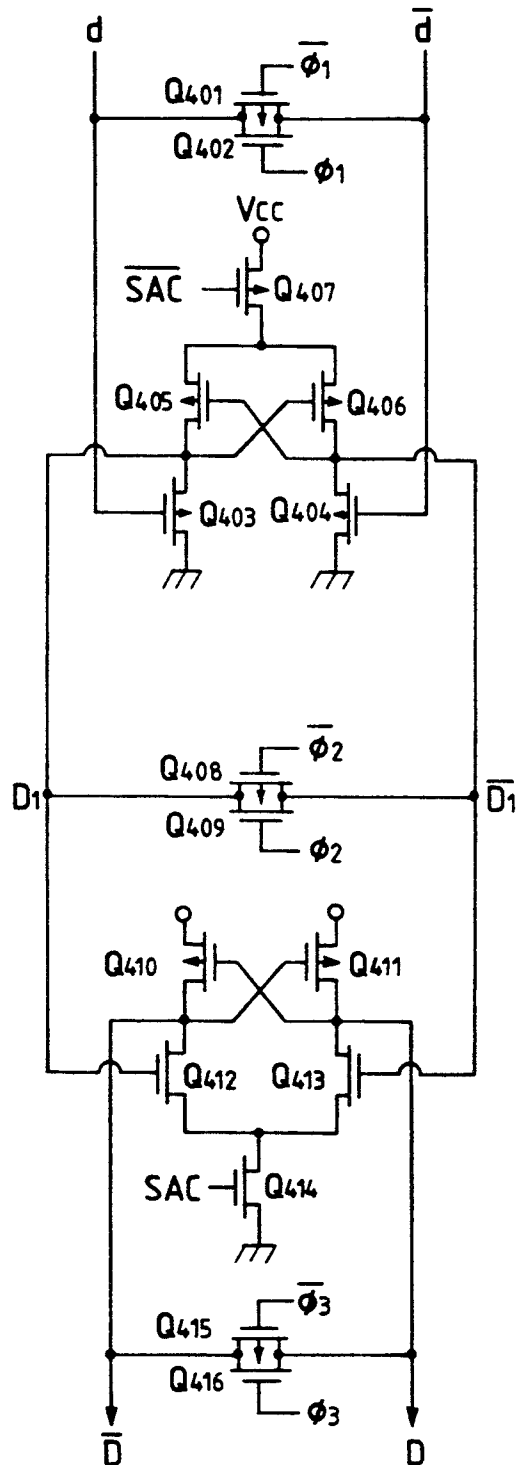 d d̅
Q401 ϕ̅1
Q402 ϕ1
Vcc
S̅A̅C̅ Q407
Q405 Q406
Q403 Q404
Q408 ϕ̅2
D1 D̅1
Q409 ϕ2
Q410 Q411
Q412 Q413
SAC Q414
Q415 ϕ̅3
Q416 ϕ3
D̅ D